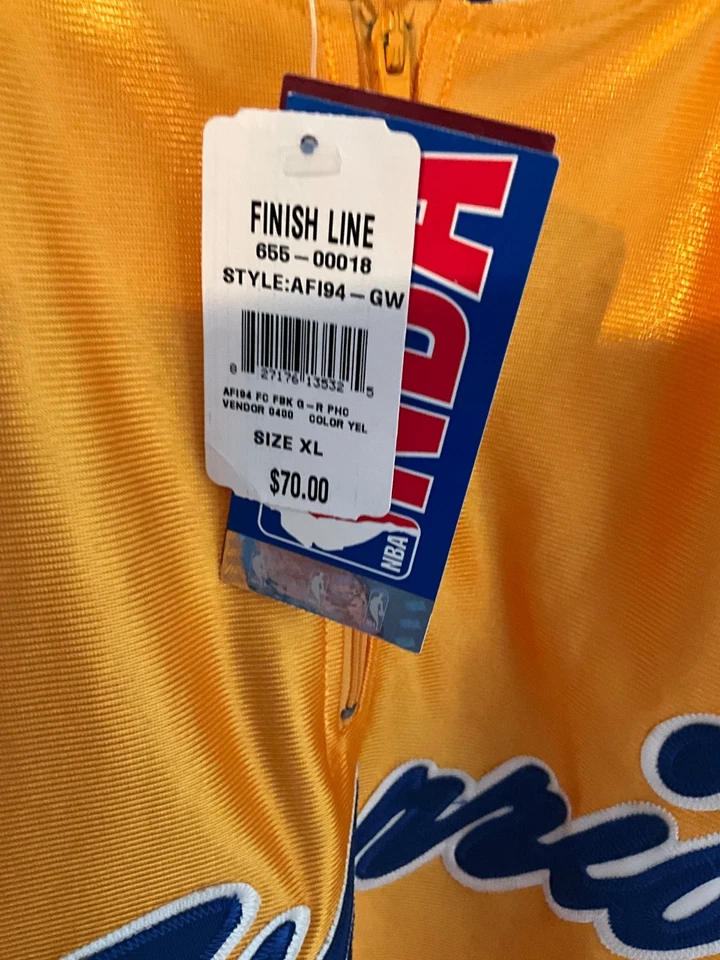 FINISH LINE
655-00018
STYLE:AFI94-GW
0 27176 13532 5
AFI94 FC FBK G-R PHO
VENDOR 0400 COLOR YEL
SIZE XL
$70.00
NBA